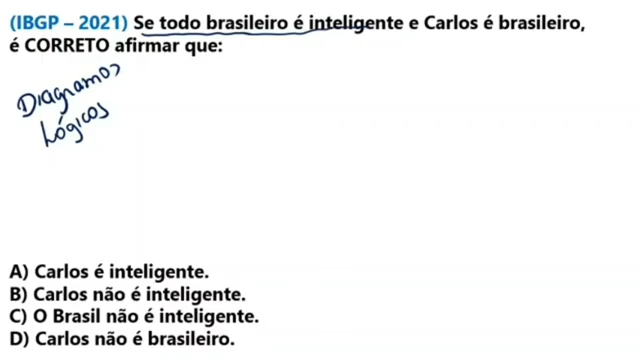 (IBGP – 2021) Se todo brasileiro é inteligente e Carlos é brasileiro,
é CORRETO afirmar que:
Diagramas
Lógicos
A) Carlos é inteligente.
B) Carlos não é inteligente.
C) O Brasil não é inteligente.
D) Carlos não é brasileiro.